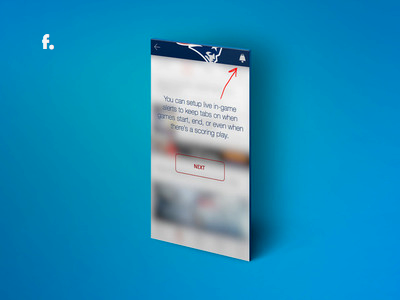 f.
You can setup live in-game
alerts to keep tabs on when
games start, end, or even when
there's a scoring play.
NEXT